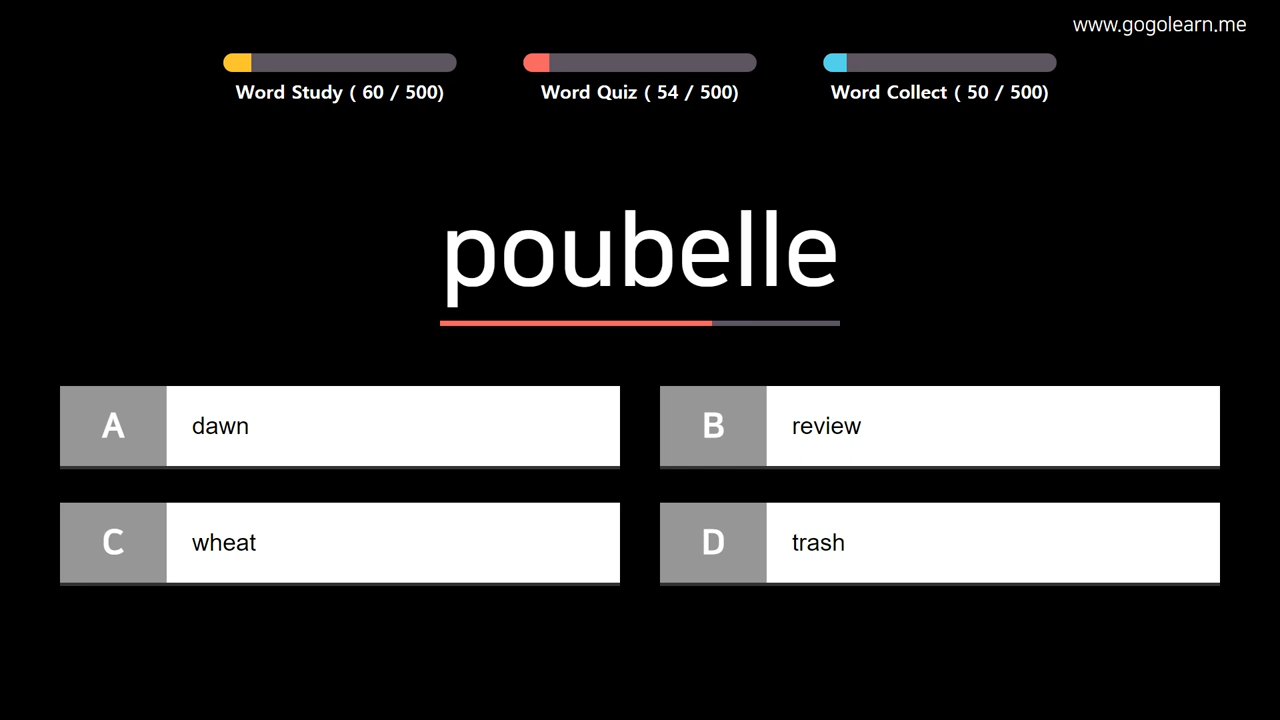 www.gogolearn.me
Word Study ( 60 / 500)
Word Quiz ( 54 / 500)
Word Collect ( 50 / 500)
poubelle
A dawn
B review
C wheat
D trash